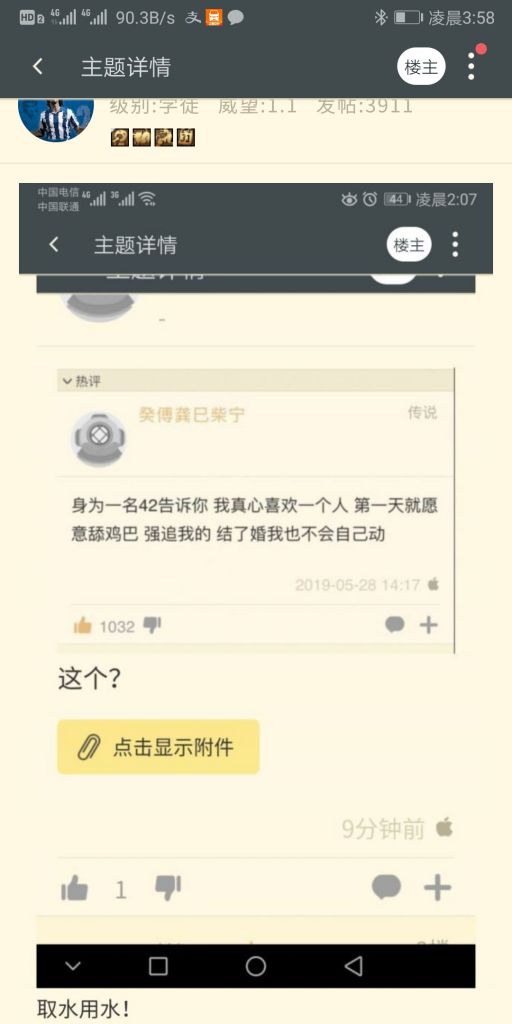 HD 2 4G 4G 90.3B/s 支 凌晨3:58
主题详情 楼主
级别:学徒 威望:1.1 发帖:3911
中国电信 4G 3G 44 凌晨2:07
中国联通
主题详情 楼主
热评
癸傅龚巳柴宁 传说
身为一名42告诉你 我真心喜欢一个人 第一天就愿
意舔鸡巴 强追我的 结了婚我也不会自己动
2019-05-28 14:17
1032
这个?
点击显示附件
9分钟前
1
取水用水!